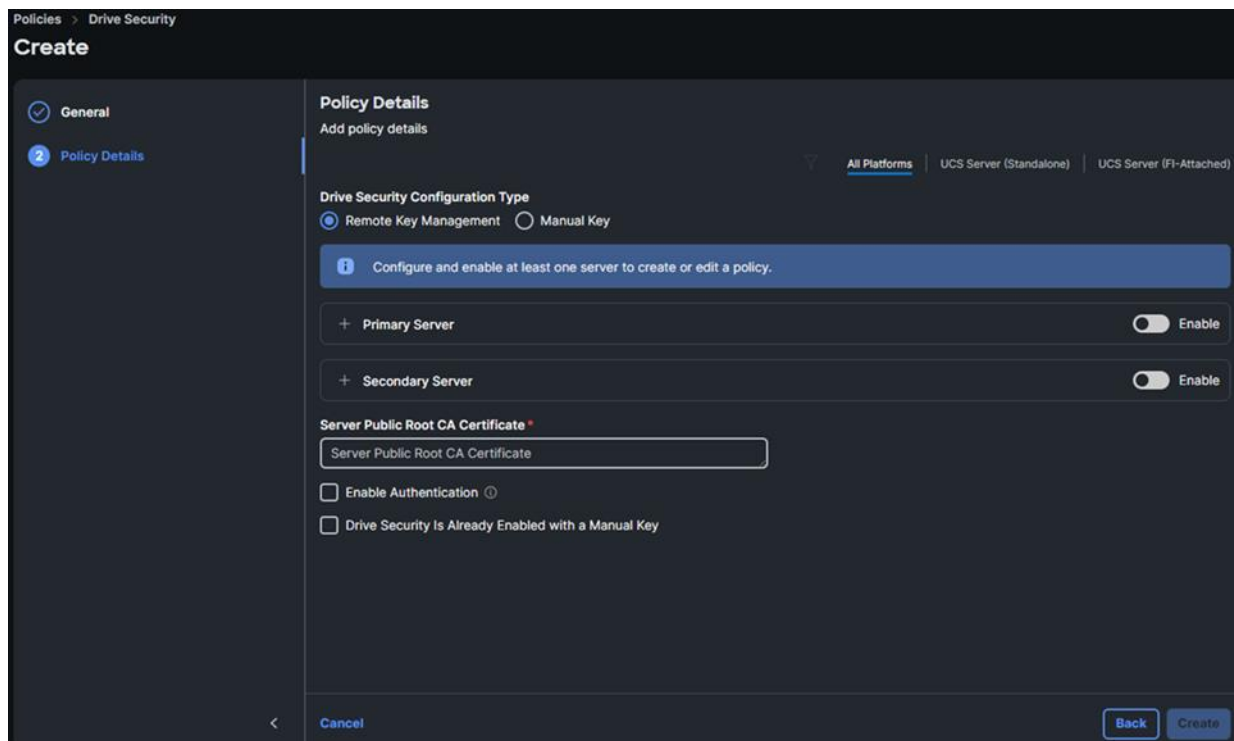 Policies > Drive Security
Create
General
2 Policy Details
Policy Details
Add policy details
All Platforms | UCS Server (Standalone) | UCS Server (FI-Attached)
Drive Security Configuration Type
Remote Key Management Manual Key
Configure and enable at least one server to create or edit a policy.
+ Primary Server Enable
+ Secondary Server Enable
Server Public Root CA Certificate *
Server Public Root CA Certificate
Enable Authentication
Drive Security Is Already Enabled with a Manual Key
< Cancel Back Create